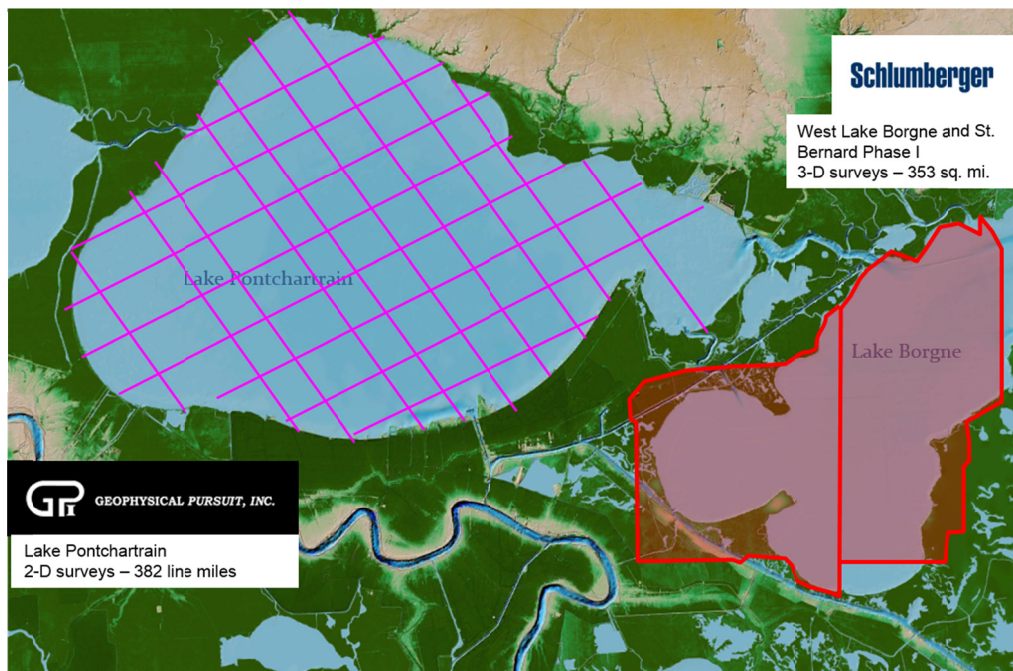 Schlumberger
West Lake Borgne and St.
Bernard Phase I
3-D surveys – 353 sq. mi.
Lake Pontchartrain
Lake Borgne
GPI GEOPHYSICAL PURSUIT, INC.
Lake Pontchartrain
2-D surveys – 382 line miles